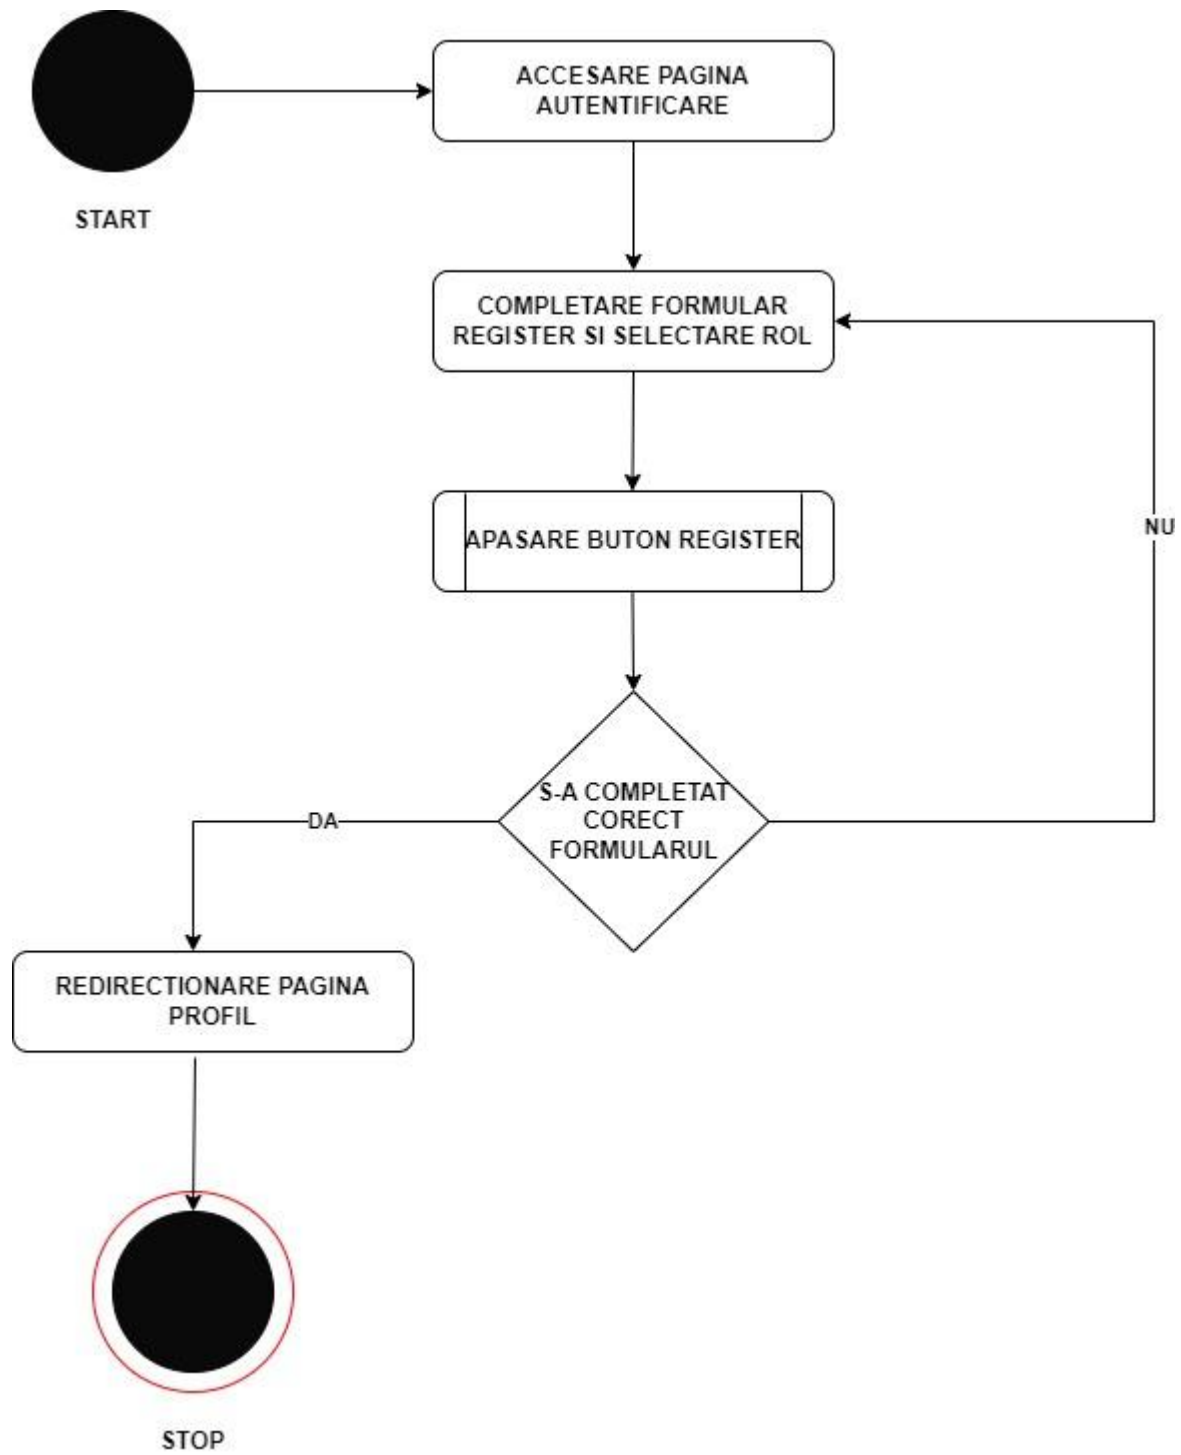 ACCESARE PAGINA
AUTENTIFICARE
START
COMPLETARE FORMULAR
REGISTER SI SELECTARE ROL
APASARE BUTON REGISTER
NU
S-A COMPLETAT
CORECT
FORMULARUL
DA
REDIRECTIONARE PAGINA
PROFIL
STOP